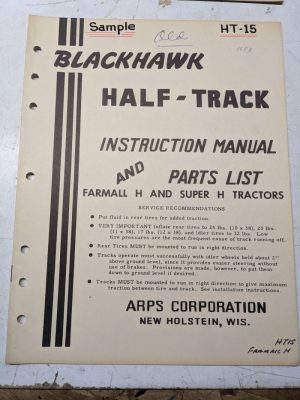 Sample HT-15
Old
1658
BLACKHAWK
HALF-TRACK
INSTRUCTION MANUAL
AND PARTS LIST
FARMALL H AND SUPER H TRACTORS
SERVICE RECOMMENDATIONS
● Put fluid in rear tires for added traction.
● VERY IMPORTANT inflate rear tires to 25 lbs. (10 x 38), 20 lbs.
(11 x 38), 17 lbs. (12 x 38), and idler tires to 32 lbs. Low
tire pressures are the most frequent cause of track running off.
● Rear Tires MUST be mounted to run in right direction.
● Tracks operate most successfully with idler wheels held about 2"
above ground level, since it provides easier steering without
use of brakes. Provisions are made, however, to put them
down to ground level if desired.
● Tracks MUST be mounted to run in right direction to give maximum
traction between tire and track. See installation instructions.
ARPS CORPORATION
NEW HOLSTEIN, WIS.
HT15
FARMALL H